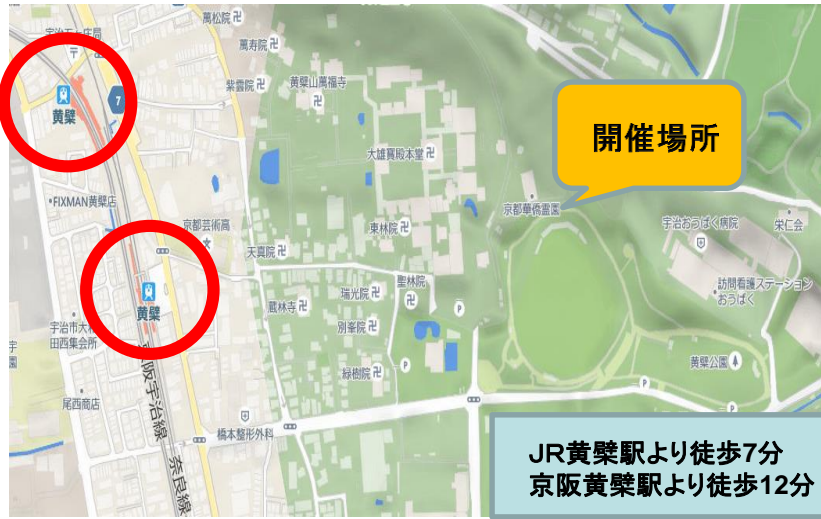 萬松院
宇治五ヶ庄局
萬寿院
紫雲院
黄檗山萬福寺
7
黄檗
開催場所
大雄寶殿本堂
•FIXMAN黄檗店
京都華僑霊園
京都芸術高
東林院
宇治おうばく病院
栄仁会
天真院
聖林院
訪問看護ステーション
おうばく
瑞光院
蔵林寺
黄檗
宇治市大和
田西集会所
別峯院
黄檗公園
緑樹院
P
P
P
P
京阪宇治線
尾西商店
橋本整形外科
奈良線
JR黄檗駅より徒歩7分
京阪黄檗駅より徒歩12分